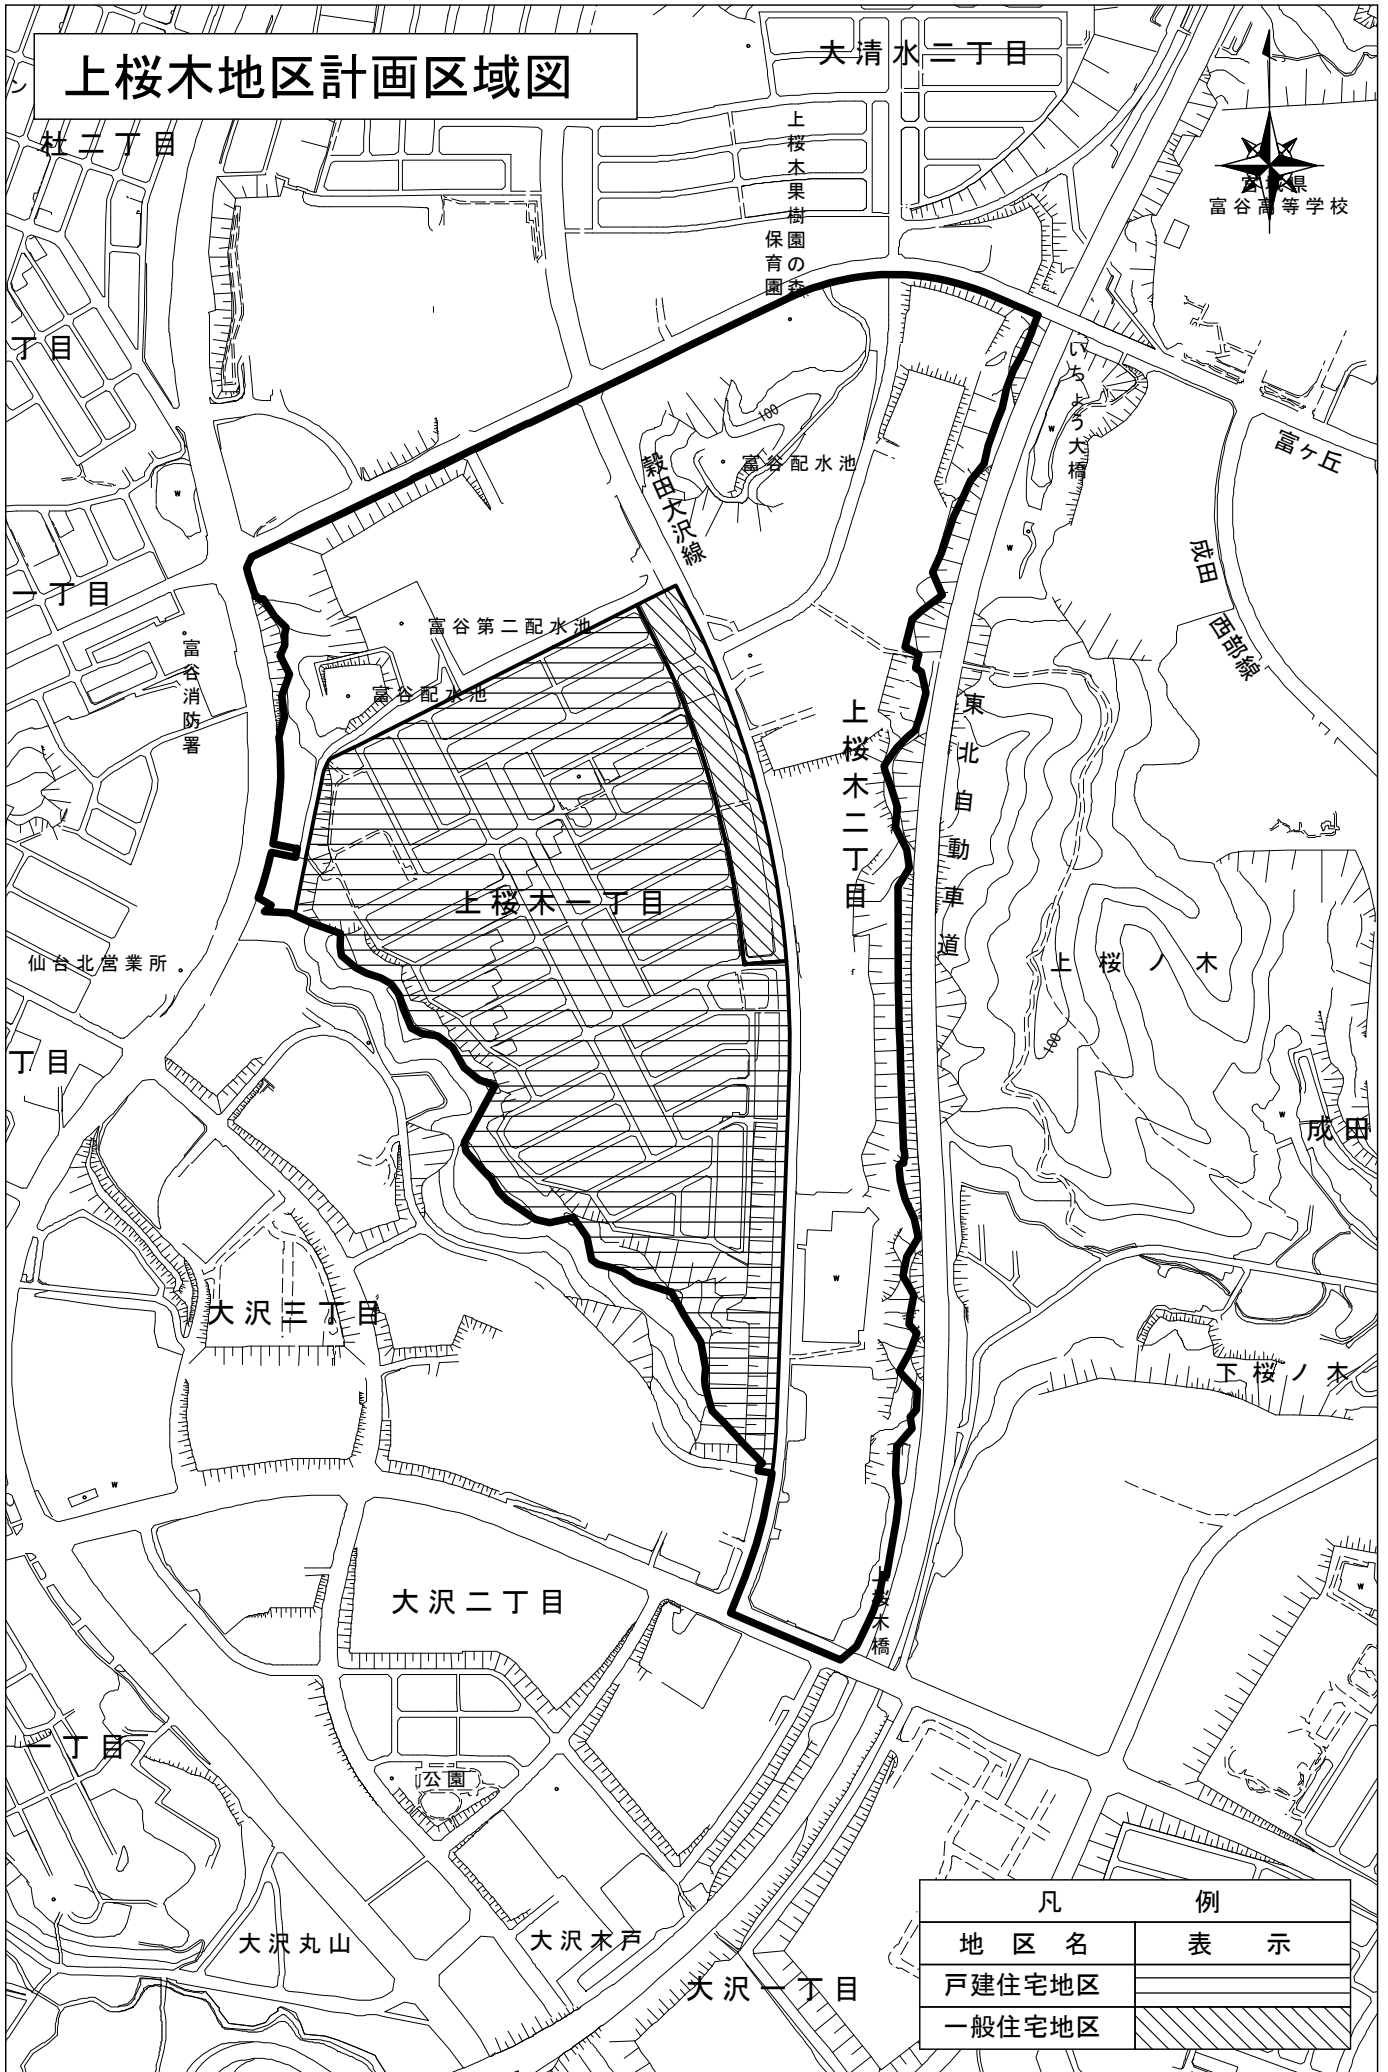 上桜木地区計画区域図
大清水二丁目
杜二丁目
上桜木果樹園の森
保育園
富谷高等学校
丁目
いちょう大橋
富ヶ丘
100
富谷配水池
穀田大沢線
成田
西部線
一丁目
富谷消防署
富谷第二配水池
富谷配水池
上桜木二丁目
東北自動車道
上桜木一丁目
仙台北営業所
上桜ノ木
丁目
100
成田
大沢三丁目
下桜ノ木
大沢二丁目
上桜木橋
一丁目
公園
大沢丸山
大沢木戸
大沢一丁目
凡例
地区名 表示
戸建住宅地区
一般住宅地区